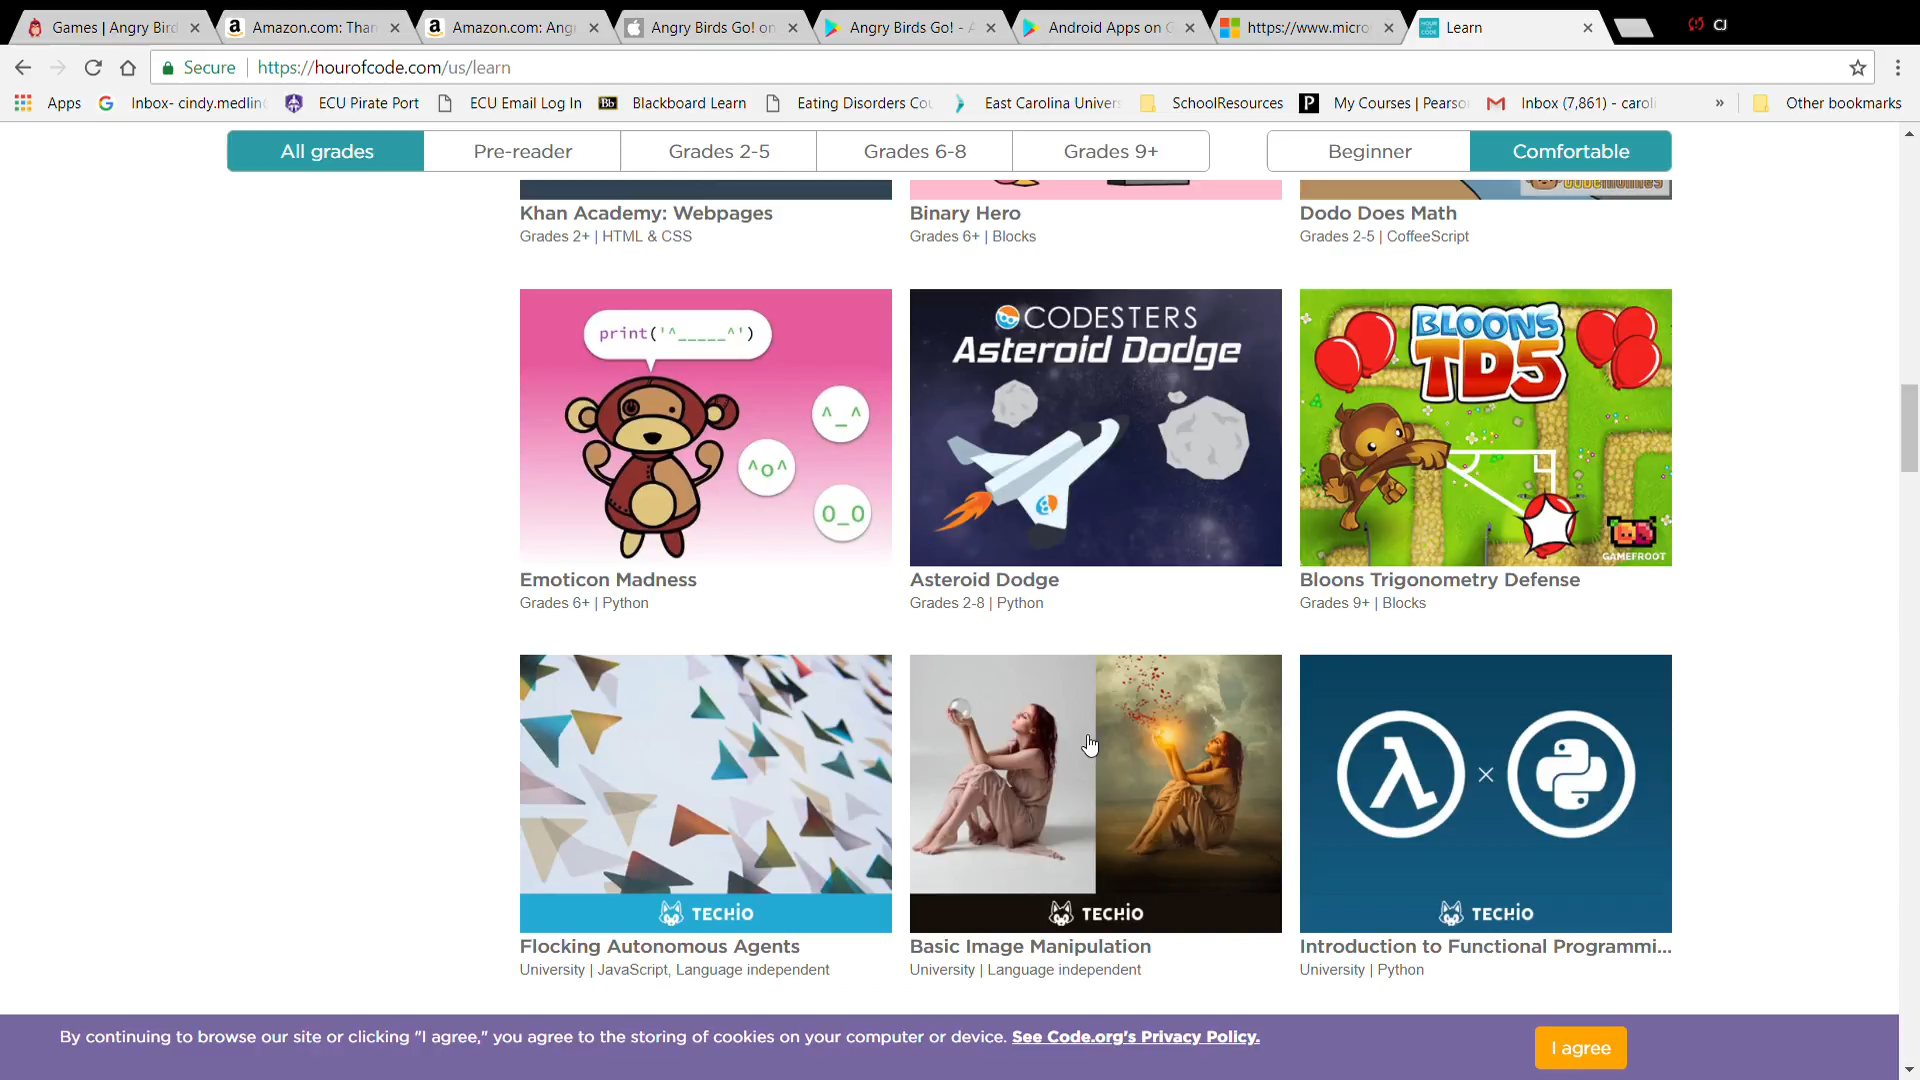 Games | Angry Bird
Amazon.com: Than
Amazon.com: Ang
Angry Birds Go! on
Angry Birds Go! - A
Android Apps on G
https://www.micro
Learn
CJ
Secure
https://hourofcode.com/us/learn
Apps
Inbox- cindy.medlin
ECU Pirate Port
ECU Email Log In
Bb
Blackboard Learn
Eating Disorders Cou
East Carolina Univers
SchoolResources
P
My Courses | Pearso
Inbox (7,861) - caroli
»
Other bookmarks
All grades
Pre-reader
Grades 2-5
Grades 6-8
Grades 9+
Beginner
Comfortable
Khan Academy: Webpages
Grades 2+ | HTML & CSS
Binary Hero
Grades 6+ | Blocks
Dodo Does Math
Grades 2-5 | CoffeeScript
print('^_____^')
^_^
^o^
O_O
Emoticon Madness
Grades 6+ | Python
CODESTERS
Asteroid Dodge
Asteroid Dodge
Grades 2-8 | Python
BLOONS
TD5
GAMEFROOT
Bloons Trigonometry Defense
Grades 9+ | Blocks
TECHiO
Flocking Autonomous Agents
University | JavaScript, Language independent
TECHiO
Basic Image Manipulation
University | Language independent
λ × 
TECHiO
Introduction to Functional Programmi...
University | Python
By continuing to browse our site or clicking "I agree," you agree to the storing of cookies on your computer or device. See Code.org's Privacy Policy.
I agree